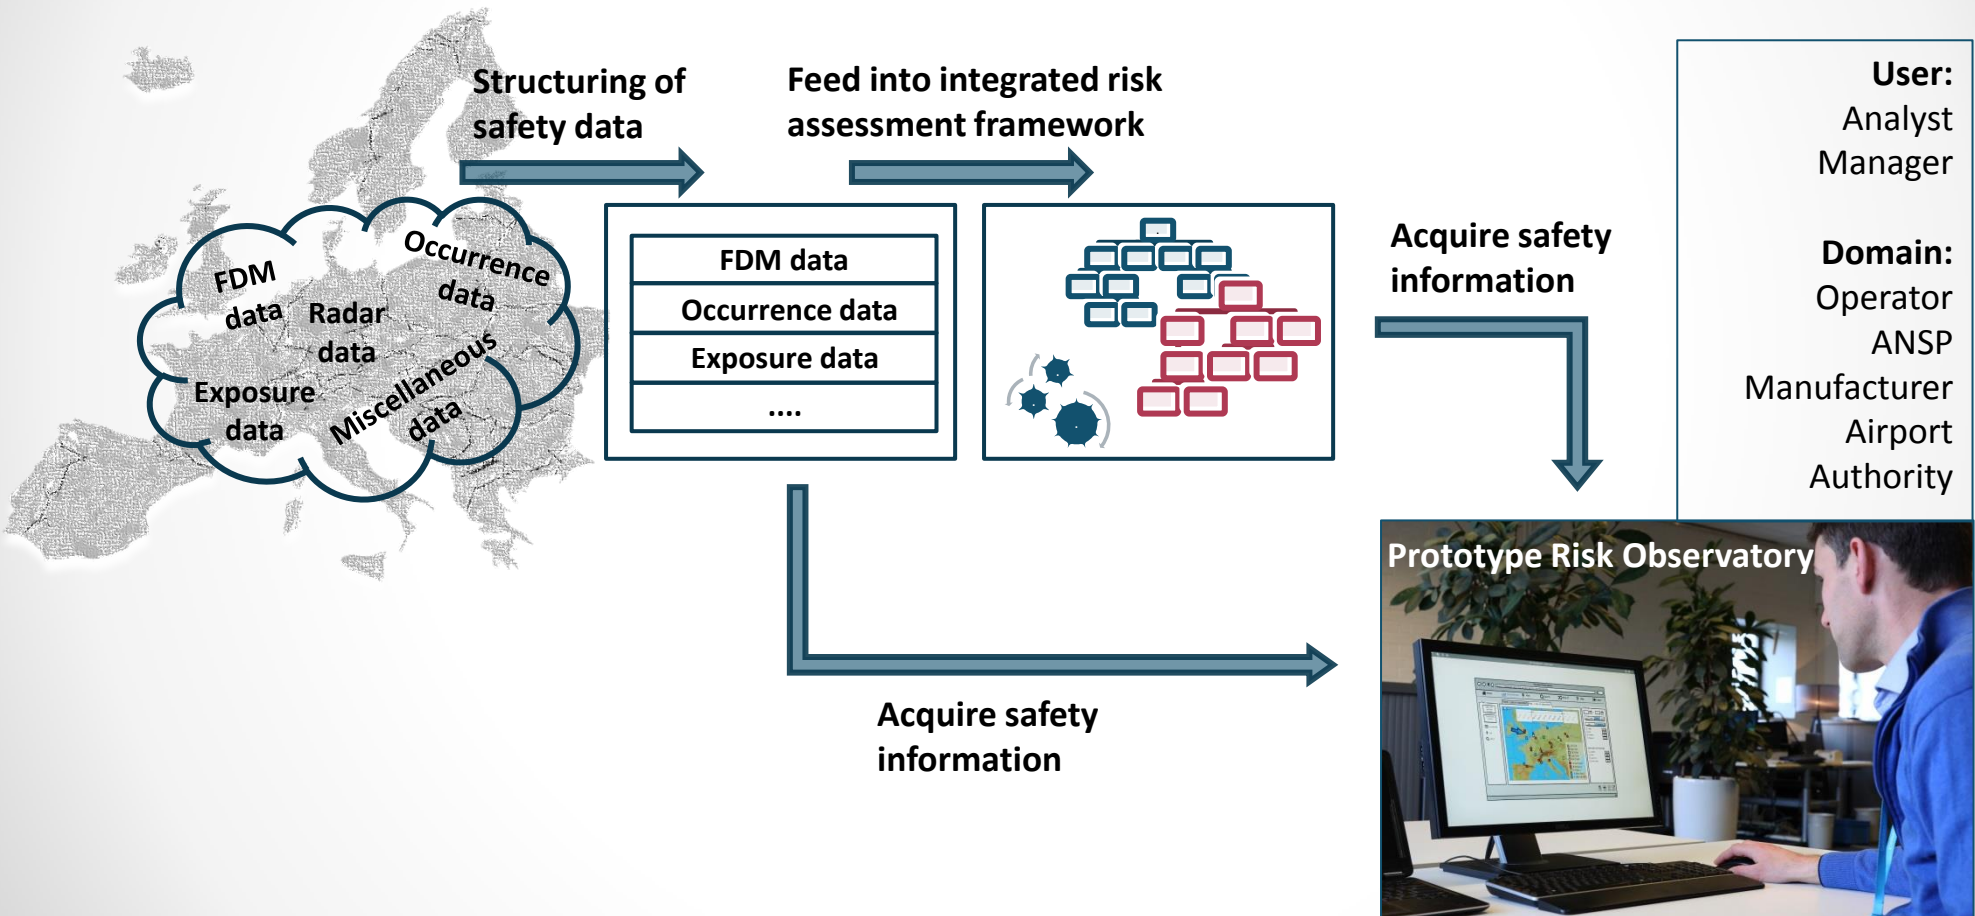 Structuring of
safety data
Feed into integrated risk
assessment framework
User:
Analyst
Manager
Domain:
Operator
ANSP
Manufacturer
Airport
Authority
FDM
data
Occurrence
data
Radar
data
Exposure
data
Miscellaneous
data
FDM data
Occurrence data
Exposure data
....
Acquire safety
information
Acquire safety
information
Prototype Risk Observatory